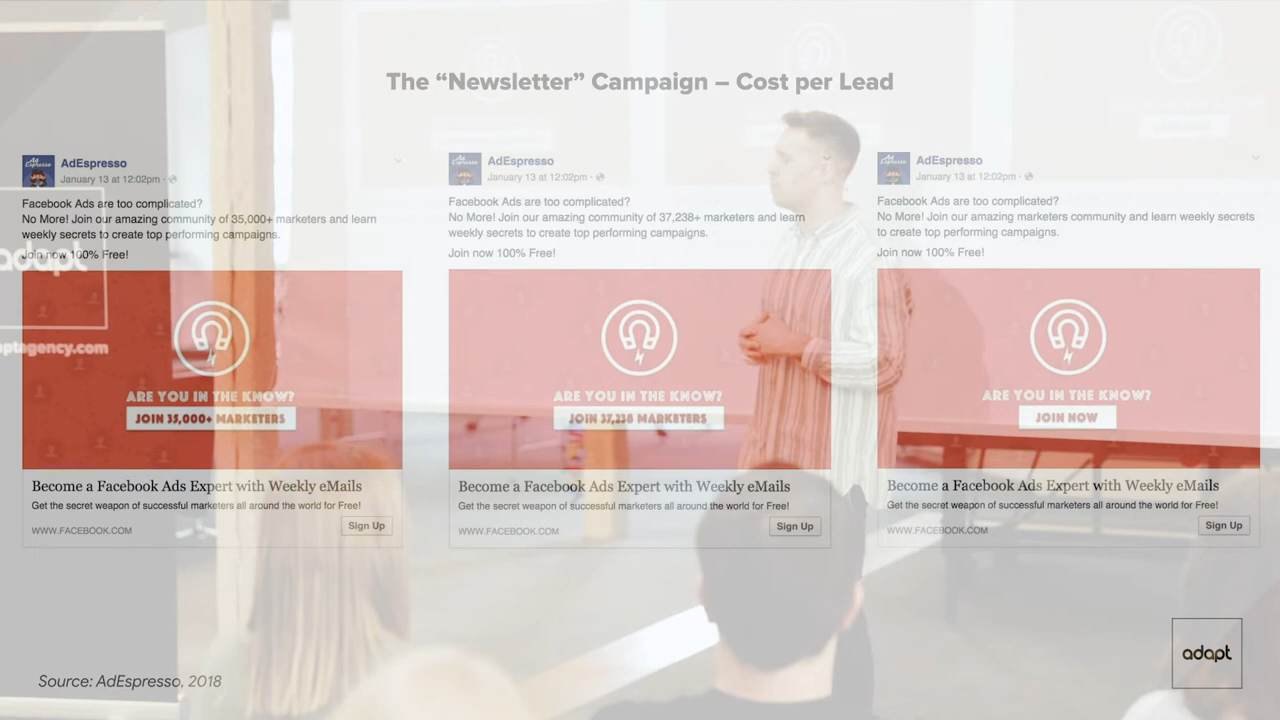 The “Newsletter” Campaign – Cost per Lead
AdEspresso
January 13 at 12:02pm ·
Facebook Ads are too complicated?
No More! Join our amazing community of 35,000+ marketers and learn
weekly secrets to create top performing campaigns.
Join now 100% Free!
ARE YOU IN THE KNOW?
JOIN 35,000+ MARKETERS
Become a Facebook Ads Expert with Weekly eMails
Get the secret weapon of successful marketers all around the world for Free!
WWW.FACEBOOK.COM
Sign Up
AdEspresso
January 13 at 12:02pm ·
Facebook Ads are too complicated?
No More! Join our amazing community of 37,238+ marketers and learn
weekly secrets to create top performing campaigns.
Join now 100% Free!
ARE YOU IN THE KNOW?
JOIN 37,238 MARKETERS
Become a Facebook Ads Expert with Weekly eMails
Get the secret weapon of successful marketers all around the world for Free!
WWW.FACEBOOK.COM
Sign Up
AdEspresso
January 13 at 12:02pm ·
Facebook Ads are too complicated?
No More! Join our amazing marketers community and learn weekly secrets
to create top performing campaigns.
Join now 100% Free!
ARE YOU IN THE KNOW?
JOIN NOW
Become a Facebook Ads Expert with Weekly eMails
Get the secret weapon of successful marketers all around the world for Free!
WWW.FACEBOOK.COM
Sign Up
adapt
ptagency.com
Source: AdEspresso, 2018
adapt